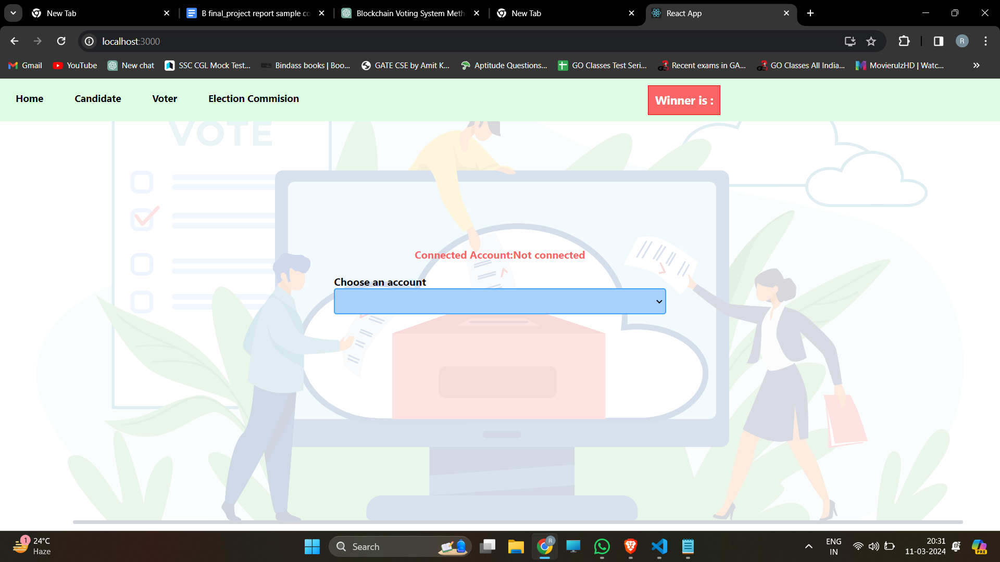 New Tab
B final_project report sample co
Blockchain Voting System Meth
New Tab
React App
localhost:3000
R
Gmail
YouTube
New chat
SSC CGL Mock Test...
Bindass books | Boo...
GATE CSE by Amit K...
Aptitude Questions...
GO Classes Test Seri...
Recent exams in GA...
GO Classes All India...
MovierulzHD | Watc...
Home
Candidate
Voter
Election Commision
Winner is :
VOTE
Connected Account:Not connected
Choose an account
1
24°C
Haze
Search
R
ENG
IN
20:31
11-03-2024
PRE